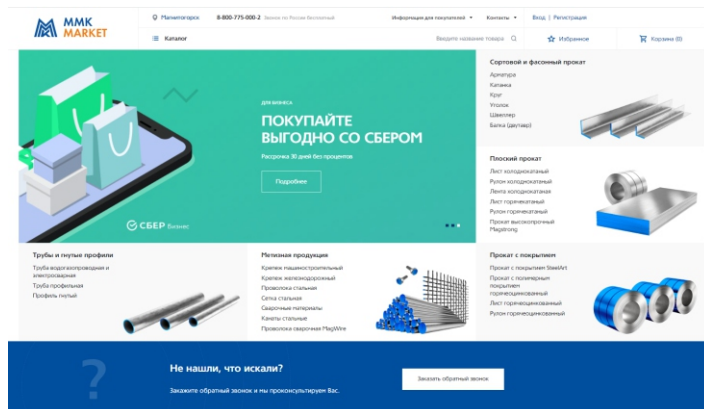 ММК
MARKET
Магнитогорск
8-800-775-000-2 Звонок по России бесплатный
Информация для покупателей
Контакты
Вход | Регистрация
Каталог
Введите название товара
Избранное
Корзина (0)
для бизнеса
ПОКУПАЙТЕ
ВЫГОДНО СО СБЕРОМ
Рассрочка 30 дней без процентов
Подробнее
СБЕР Бизнес
Сортовой и фасонный прокат
Арматура
Катанка
Круг
Уголок
Швеллер
Балка (двутавр)
Плоский прокат
Лист холоднокатаный
Рулон холоднокатаный
Лента холоднокатаная
Лист горячекатаный
Рулон горячекатаный
Прокат высокопрочный
Magstrong
Трубы и гнутые профили
Труба водогазопроводная и
электросварная
Труба профильная
Профиль гнутый
Метизная продукция
Крепеж машиностроительный
Крепеж железнодорожный
Проволока стальная
Сетка стальная
Сварочные материалы
Канаты стальные
Проволока сварочная MagWire
Прокат с покрытием
Прокат с покрытием SteelArt
Прокат с полимерным
покрытием
горячеоцинкованный
Лист горячеоцинкованный
Рулон горячеоцинкованный
?
Не нашли, что искали?
Закажите обратный звонок и мы проконсультируем Вас.
Заказать обратный звонок